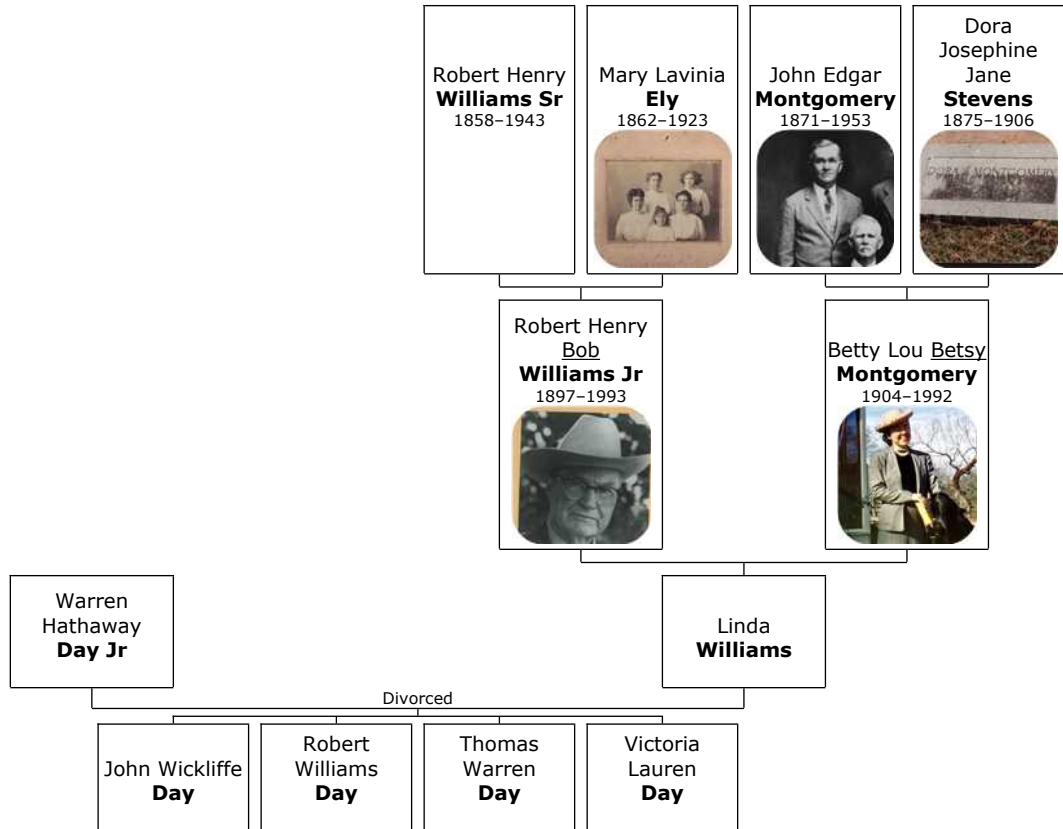 Robert Henry
Williams Sr
1858–1943
Mary Lavinia
Ely
1862–1923
John Edgar
Montgomery
1871–1953
Dora
Josephine
Jane
Stevens
1875–1906
DORA S MONTGOMERY
Robert Henry
Bob
Williams Jr
1897–1993
Betty Lou Betsy
Montgomery
1904–1992
Warren
Hathaway
Day Jr
Linda
Williams
Divorced
John Wickliffe
Day
Robert
Williams
Day
Thomas
Warren
Day
Victoria
Lauren
Day